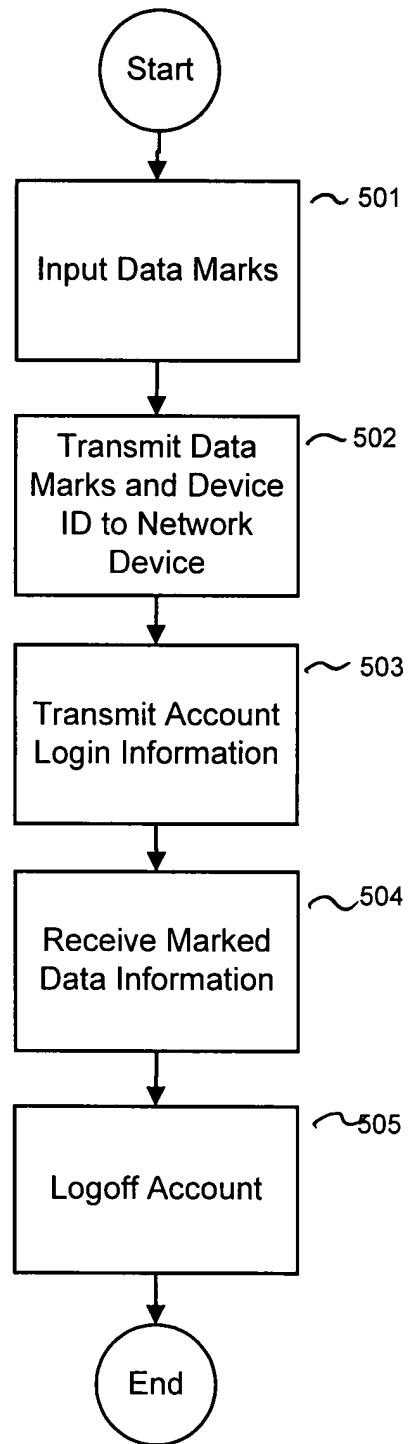 Start
501
Input Data Marks
502
Transmit Data
Marks and Device
ID to Network
Device
503
Transmit Account
Login Information
504
Receive Marked
Data Information
505
Logoff Account
End